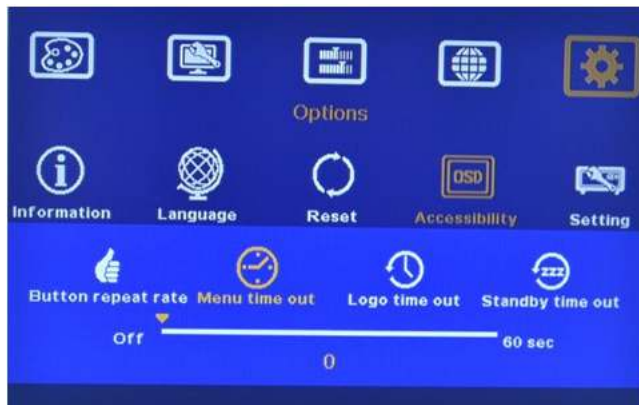 Options
Information Language Reset OSD Accessibility Setting
Button repeat rate Menu time out Logo time out Standby time out
zzz
Off 60 sec
0